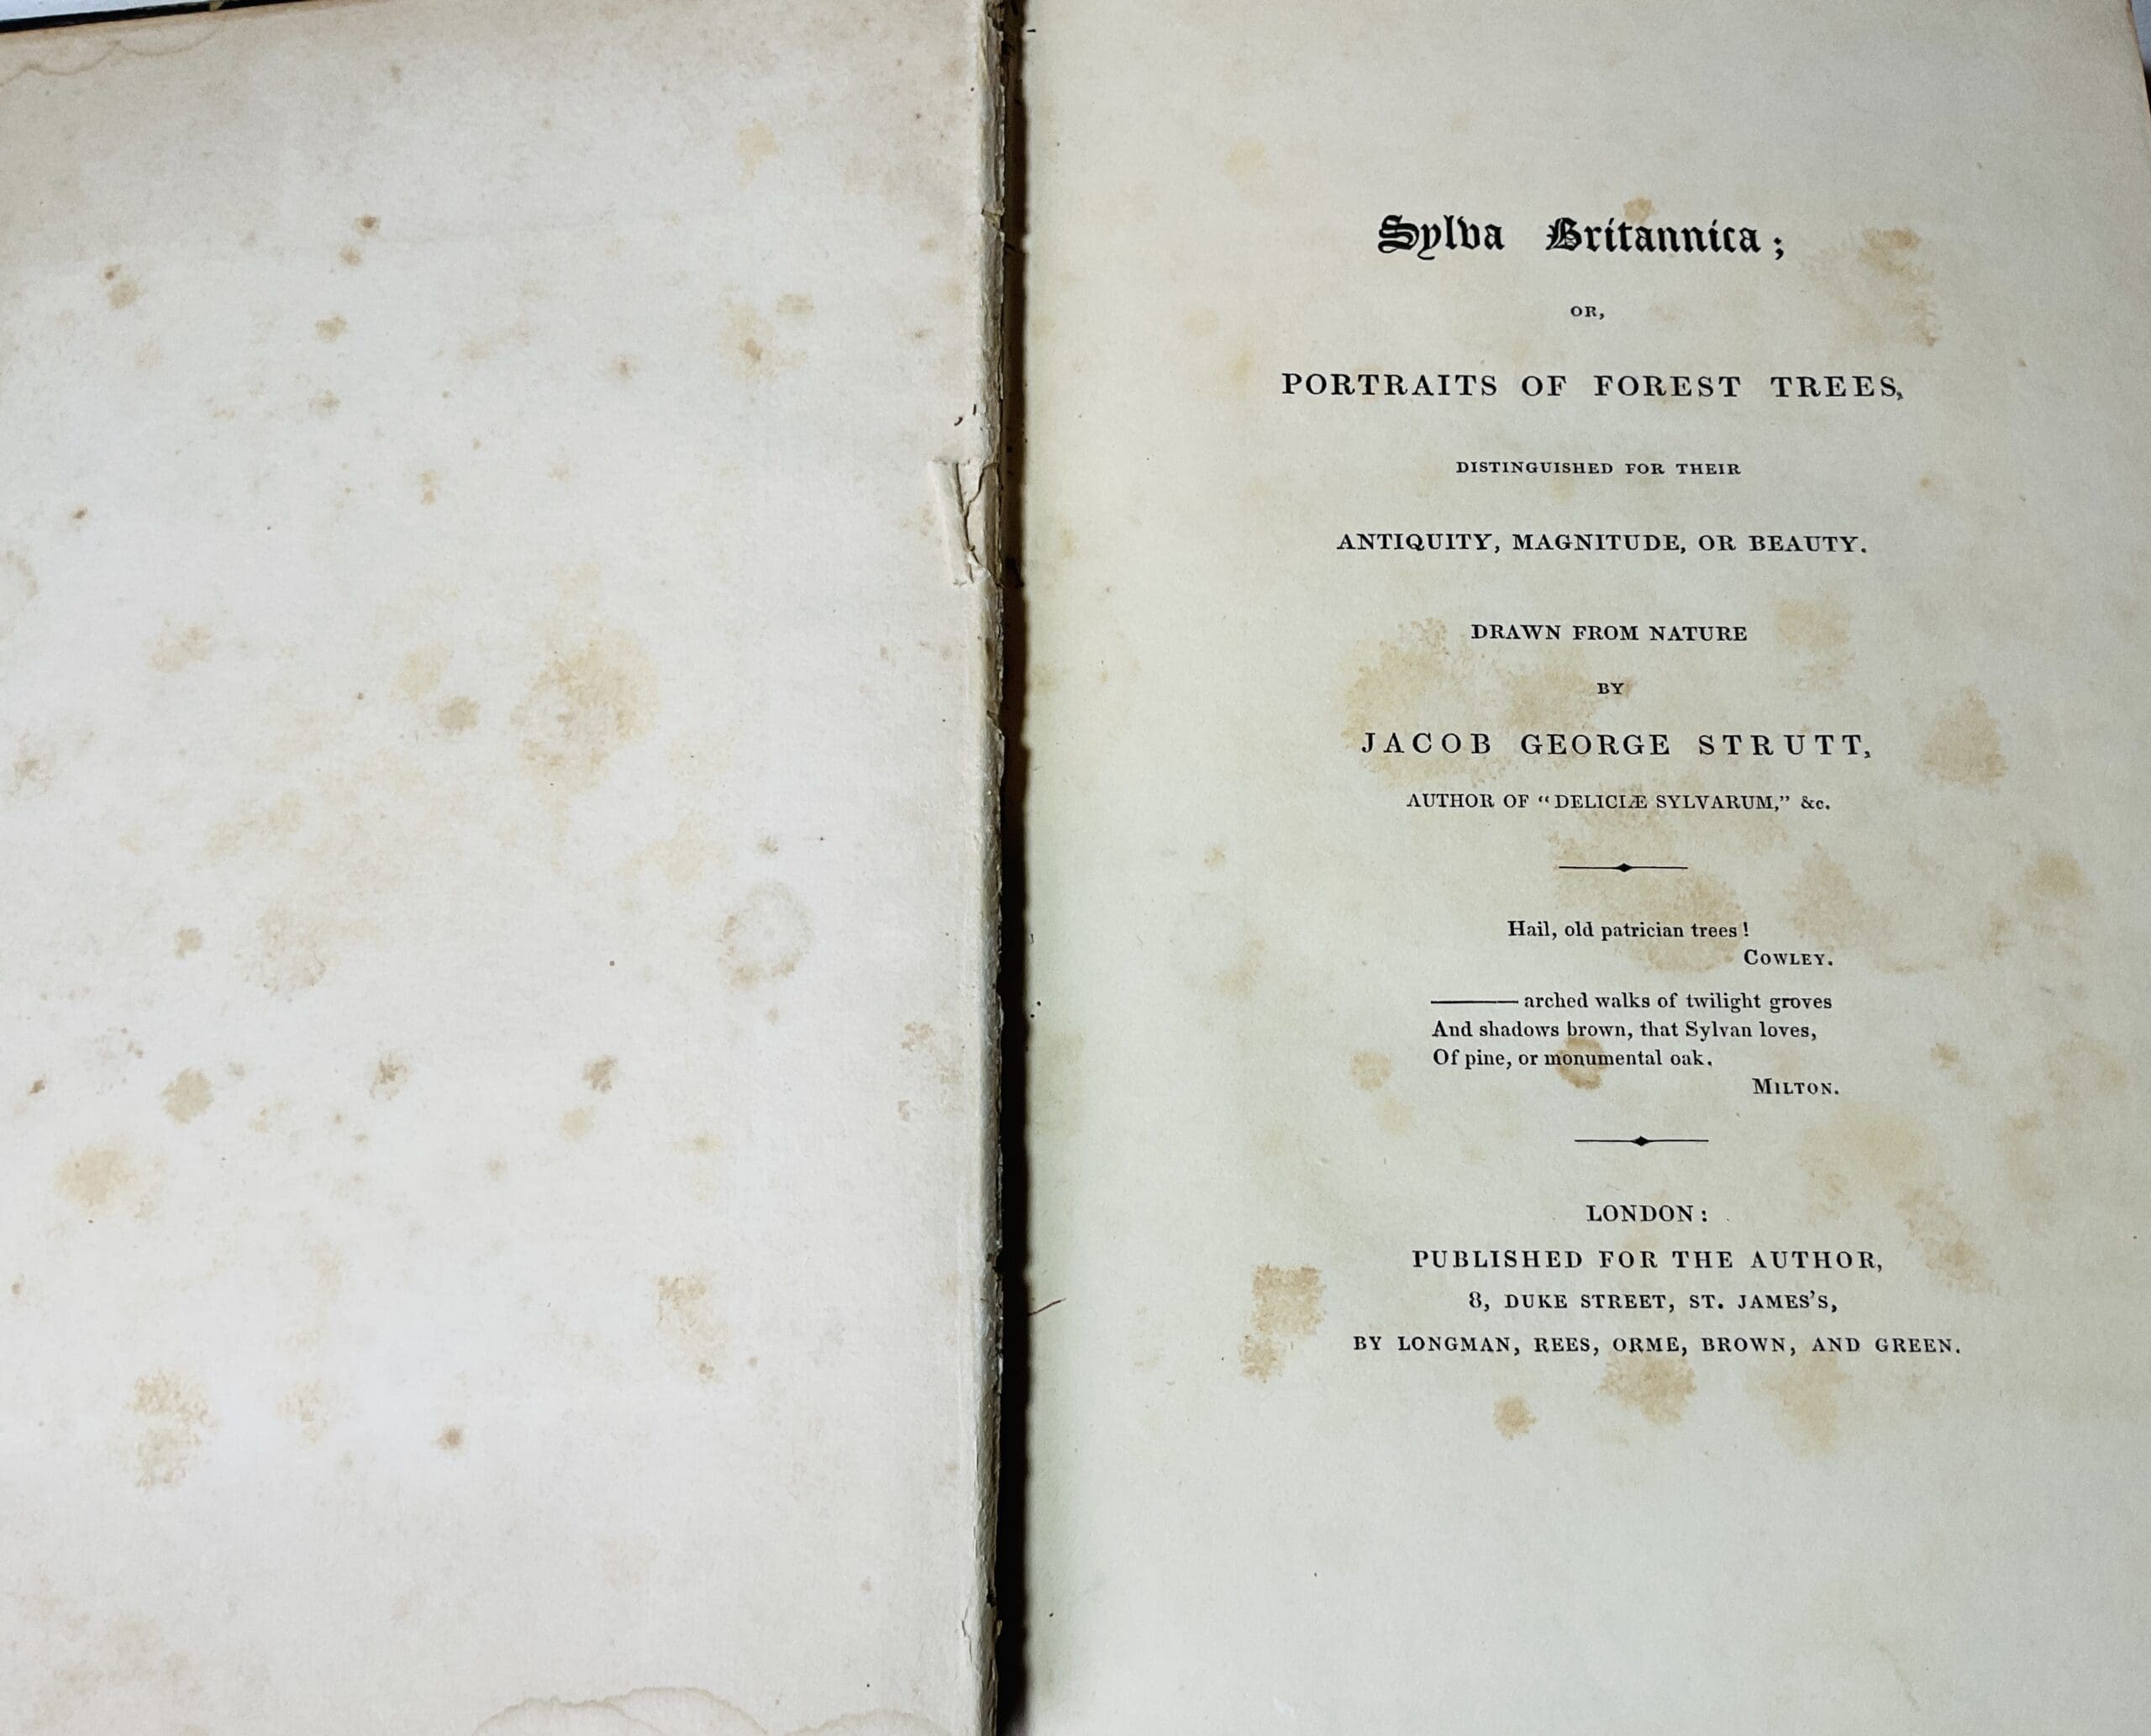 Sylva Britannica;
OR,
PORTRAITS OF FOREST TREES,
DISTINGUISHED FOR THEIR
ANTIQUITY, MAGNITUDE, OR BEAUTY.
DRAWN FROM NATURE
BY
JACOB GEORGE STRUTT,
AUTHOR OF “DELICIÆ SYLVARUM,” &c.
Hail, old patrician trees!
COWLEY.
——— arched walks of twilight groves
And shadows brown, that Sylvan loves,
Of pine, or monumental oak.
MILTON.
LONDON:
PUBLISHED FOR THE AUTHOR,
8, DUKE STREET, ST. JAMES’S,
BY LONGMAN, REES, ORME, BROWN, AND GREEN.